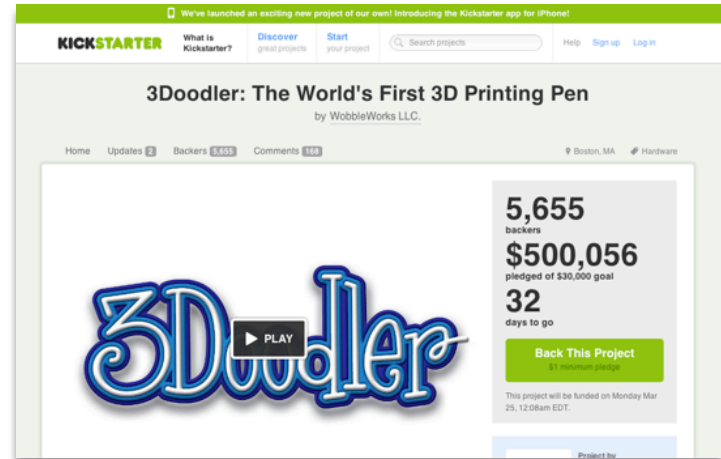 We've launched an exciting new project of our own! Introducing the Kickstarter app for iPhone!
KICKSTARTER
What is
Kickstarter?
Discover
great projects
Start
your project
Search projects
Help Sign up Log in
3Doodler: The World's First 3D Printing Pen
by WobbleWorks LLC.
Home Updates 2 Backers 5,655 Comments 168
Boston, MA Hardware
3Doodler
PLAY
5,655
backers
$500,056
pledged of $30,000 goal
32
days to go
Back This Project
$1 minimum pledge
This project will be funded on Monday Mar
25, 12:08am EDT.
Project by